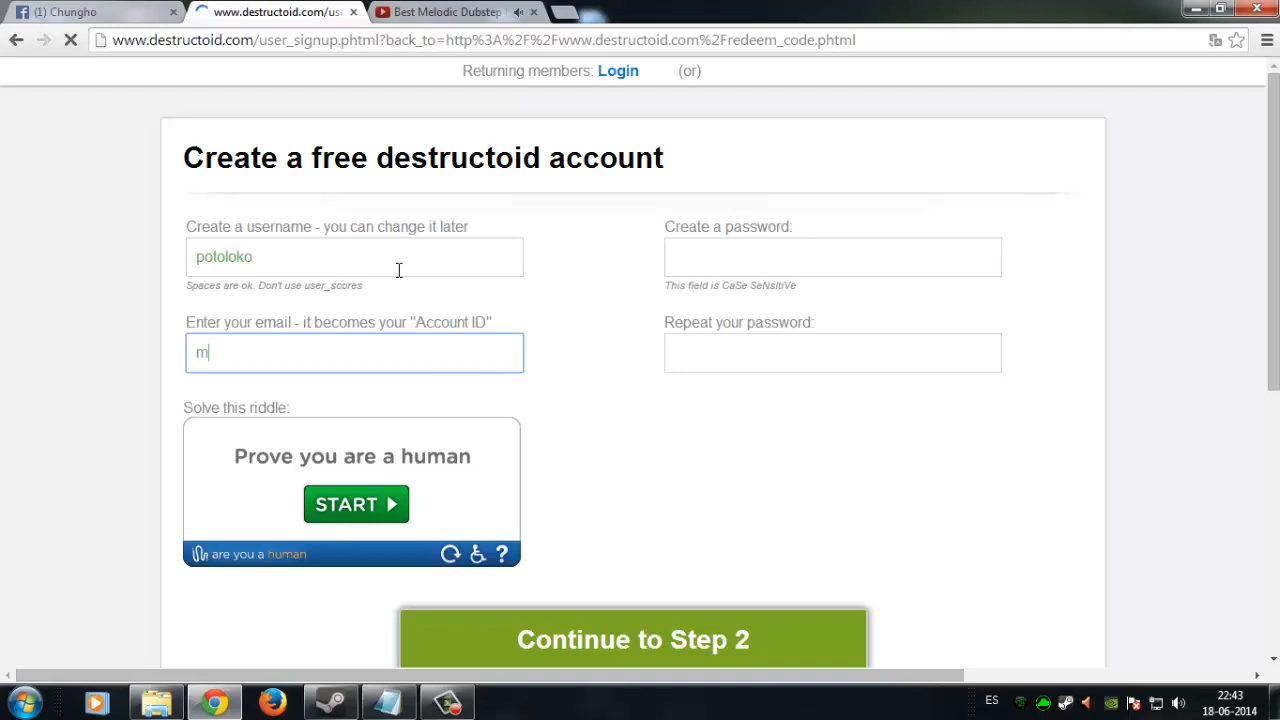 (1) Chungho
www.destructoid.com/us
Best Melodic Dubstep
www.destructoid.com/user_signup.phtml?back_to=http%3A%2F%2Fwww.destructoid.com%2Fredeem_code.phtml
Returning members: Login (or)
Create a free destructoid account
Create a username - you can change it later
potoloko
Spaces are ok. Don't use user_scores
Create a password:
This field is CaSe SeNsItiVe
Enter your email - it becomes your "Account ID"
m
Repeat your password:
Solve this riddle:
Prove you are a human
START
are you a human
?
Continue to Step 2
ES
22:43
18-06-2014